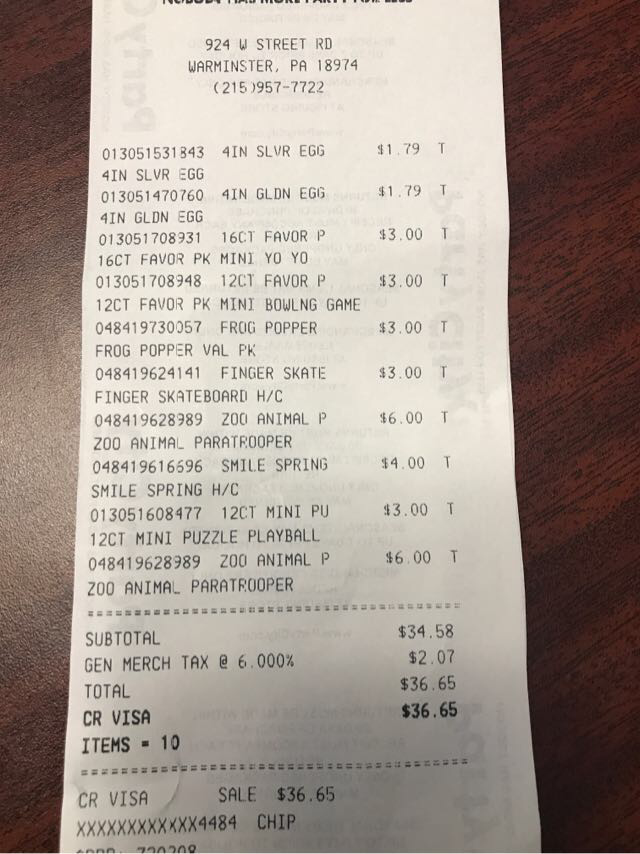 NOBODY HAS MORE PARTY FOR LESS
924 W STREET RD
WARMINSTER, PA 18974
(215)957-7722
013051531843 4IN SLVR EGG $1.79 T
4IN SLVR EGG
013051470760 4IN GLDN EGG $1.79 T
4IN GLDN EGG
013051708931 16CT FAVOR P $3.00 T
16CT FAVOR PK MINI YO YO
013051708948 12CT FAVOR P $3.00 T
12CT FAVOR PK MINI BOWLNG GAME
048419730057 FROG POPPER $3.00 T
FROG POPPER VAL PK
048419624141 FINGER SKATE $3.00 T
FINGER SKATEBOARD H/C
048419628989 ZOO ANIMAL P $6.00 T
ZOO ANIMAL PARATROOPER
048419616696 SMILE SPRING $4.00 T
SMILE SPRING H/C
013051608477 12CT MINI PU $3.00 T
12CT MINI PUZZLE PLAYBALL
048419628989 ZOO ANIMAL P $6.00 T
ZOO ANIMAL PARATROOPER
SUBTOTAL $34.58
GEN MERCH TAX @ 6.000% $2.07
TOTAL $36.65
CR VISA $36.65
ITEMS = 10
CR VISA SALE $36.65
XXXXXXXXXXXX4484 CHIP